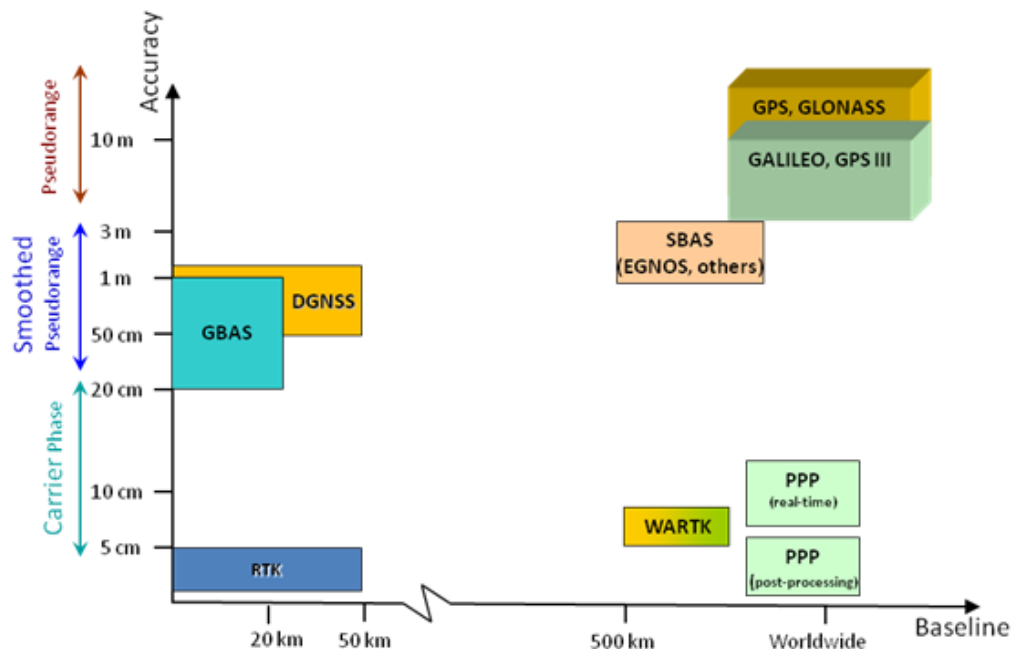 Accuracy
Pseudorange
Smoothed
Pseudorange
Carrier Phase
10 m
3 m
1 m
50 cm
20 cm
10 cm
5 cm
GPS, GLONASS
GALILEO, GPS III
SBAS
(EGNOS, others)
DGNSS
GBAS
PPP
(real-time)
WARTK
PPP
(post-processing)
RTK
20 km
50 km
500 km
Worldwide
Baseline